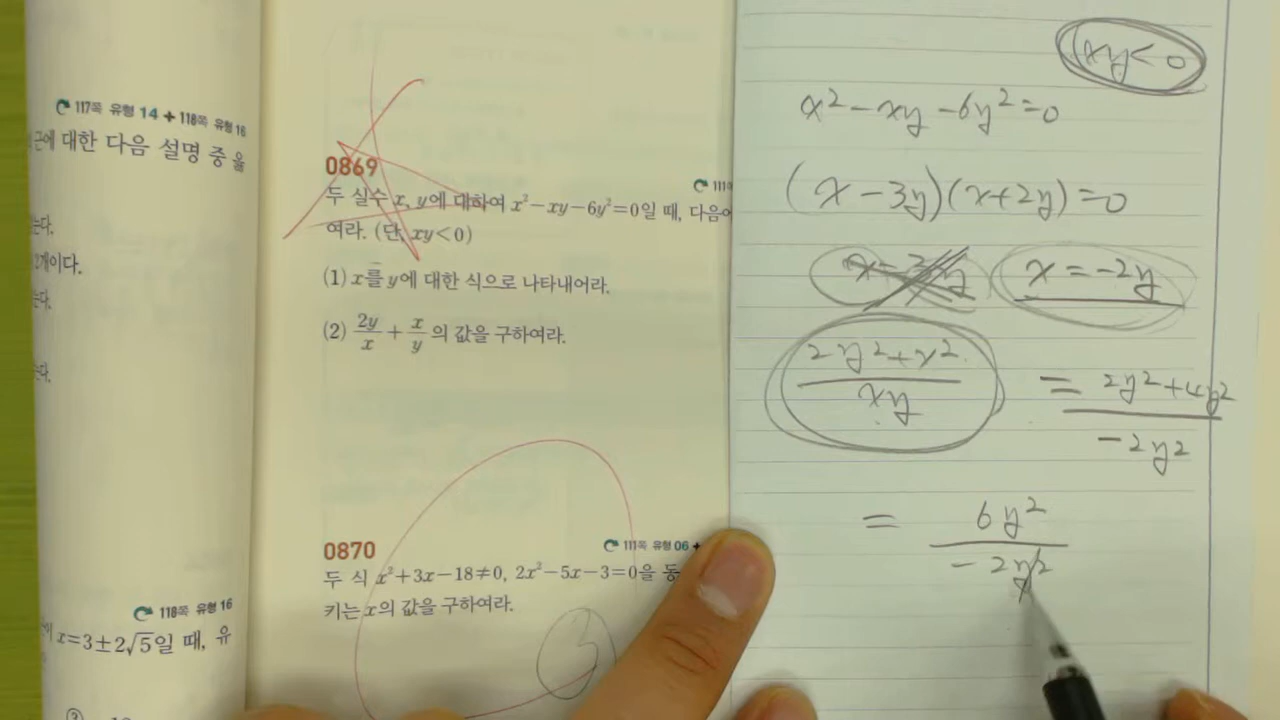 117쪽 유형 14 + 118쪽 유형 16
근에 대한 다음 설명 중 옳
는다.
2개이다.
는다.
는다.
118쪽 유형 16
x=3±2√5일 때, 유
0869
111
두 실수 x, y에 대하여 x²-xy-6y²=0일 때, 다음
여라. (단, xy<0)
(1) x를 y에 대한 식으로 나타내어라.
(2) 2y/x + x/y 의 값을 구하여라.
0870
111쪽 유형 06 +
두 식 x²+3x-18≠0, 2x²-5x-3=0을 동
키는 x의 값을 구하여라.
3
xy<0
x²-xy-6y²=0
(x-3y)(x+2y)=0
x=3y x=-2y
2y²+x²/xy = 2y²+4y²/-2y²
= 6y²/-2y²